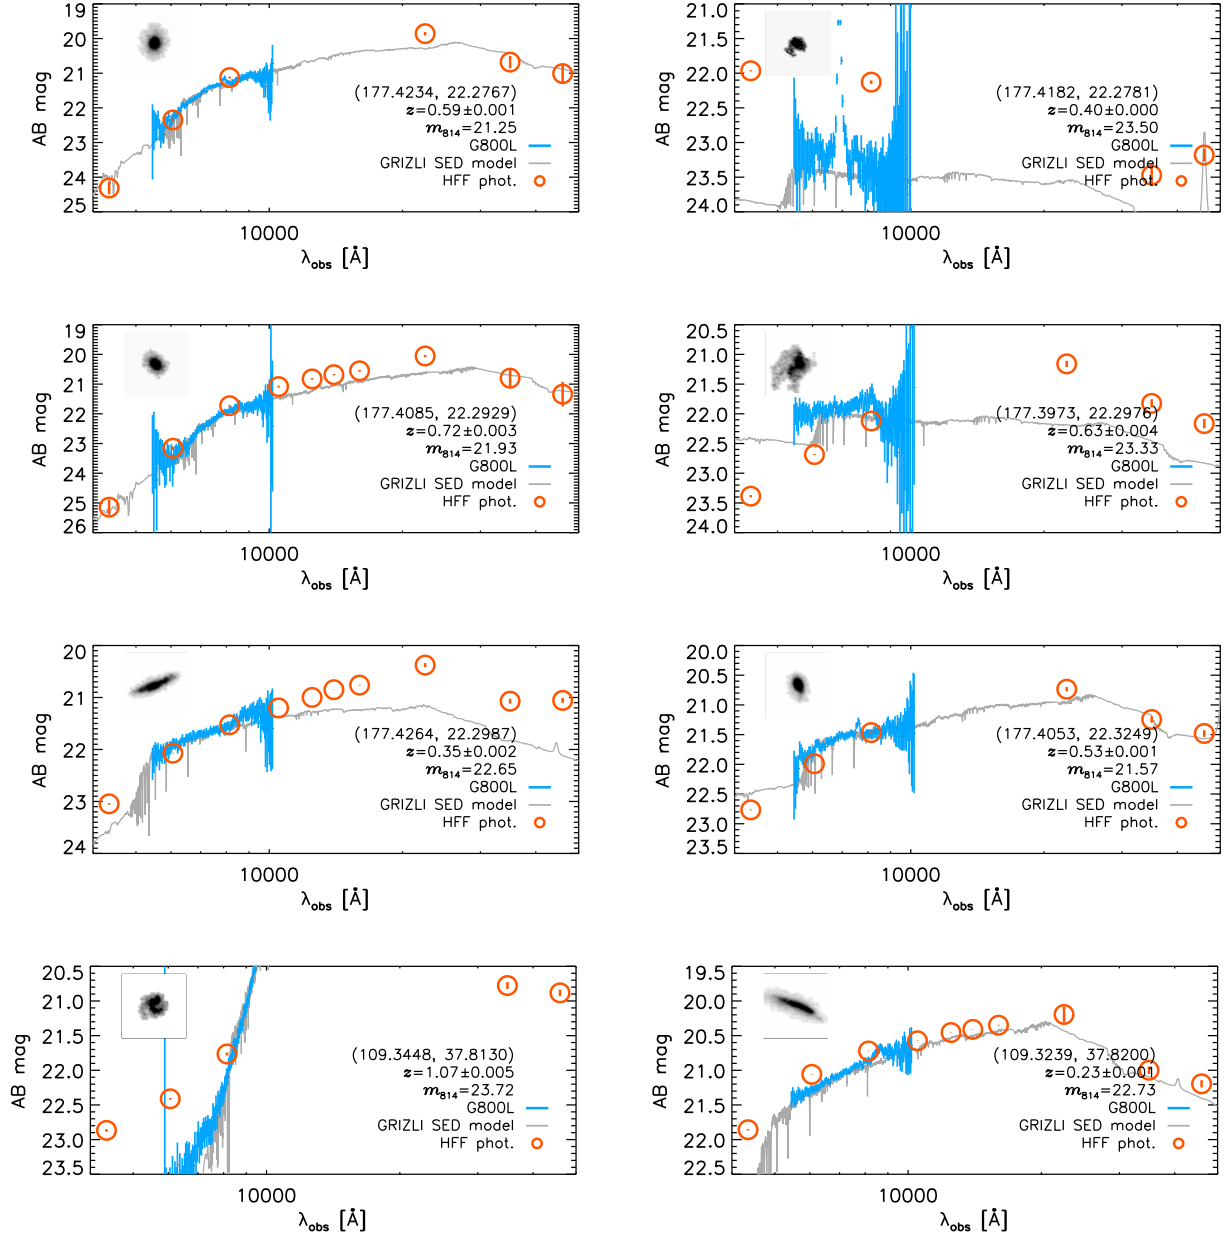 19
20
21
22
23
24
25
AB mag
(177.4234, 22.2767)
z=0.59±0.001
m814=21.25
G800L
GRIZLI SED model
HFF phot.
10000
λobs [Å]
21.0
21.5
22.0
22.5
23.0
23.5
24.0
AB mag
(177.4182, 22.2781)
z=0.40±0.000
m814=23.50
G800L
GRIZLI SED model
HFF phot.
10000
λobs [Å]
19
20
21
22
23
24
25
26
AB mag
(177.4085, 22.2929)
z=0.72±0.003
m814=21.93
G800L
GRIZLI SED model
HFF phot.
10000
λobs [Å]
20.5
21.0
21.5
22.0
22.5
23.0
23.5
24.0
AB mag
(177.3973, 22.2976)
z=0.63±0.004
m814=23.33
G800L
GRIZLI SED model
HFF phot.
10000
λobs [Å]
20
21
22
23
24
AB mag
(177.4264, 22.2987)
z=0.35±0.002
m814=22.65
G800L
GRIZLI SED model
HFF phot.
10000
λobs [Å]
20.0
20.5
21.0
21.5
22.0
22.5
23.0
23.5
AB mag
(177.4053, 22.3249)
z=0.53±0.001
m814=21.57
G800L
GRIZLI SED model
HFF phot.
10000
λobs [Å]
20.5
21.0
21.5
22.0
22.5
23.0
23.5
AB mag
(109.3448, 37.8130)
z=1.07±0.005
m814=23.72
G800L
GRIZLI SED model
HFF phot.
10000
λobs [Å]
19.5
20.0
20.5
21.0
21.5
22.0
22.5
AB mag
(109.3239, 37.8200)
z=0.23±0.001
m814=22.73
G800L
GRIZLI SED model
HFF phot.
10000
λobs [Å]